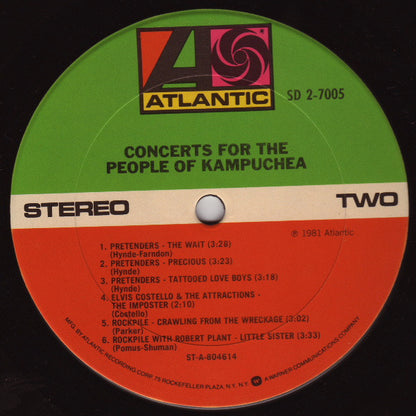 ATLANTIC
SD 2-7005
CONCERTS FOR THE
PEOPLE OF KAMPUCHEA
STEREO
TWO
℗ 1981 Atlantic
1. PRETENDERS - THE WAIT (3:28)
(Hynde-Farndon)
2. PRETENDERS - PRECIOUS (3:23)
(Hynde)
3. PRETENDERS - TATTOOED LOVE BOYS (3:18)
(Hynde)
4. ELVIS COSTELLO & THE ATTRACTIONS -
THE IMPOSTER (2:10)
(Costello)
5. ROCKPILE - CRAWLING FROM THE WRECKAGE (3:02)
(Parker)
6. ROCKPILE WITH ROBERT PLANT - LITTLE SISTER (3:33)
(Pomus-Shuman)
ST-A-804614
MFG. BY ATLANTIC RECORDING CORP 75 ROCKEFELLER PLAZA, N.Y. N.Y. A WARNER COMMUNICATIONS COMPANY